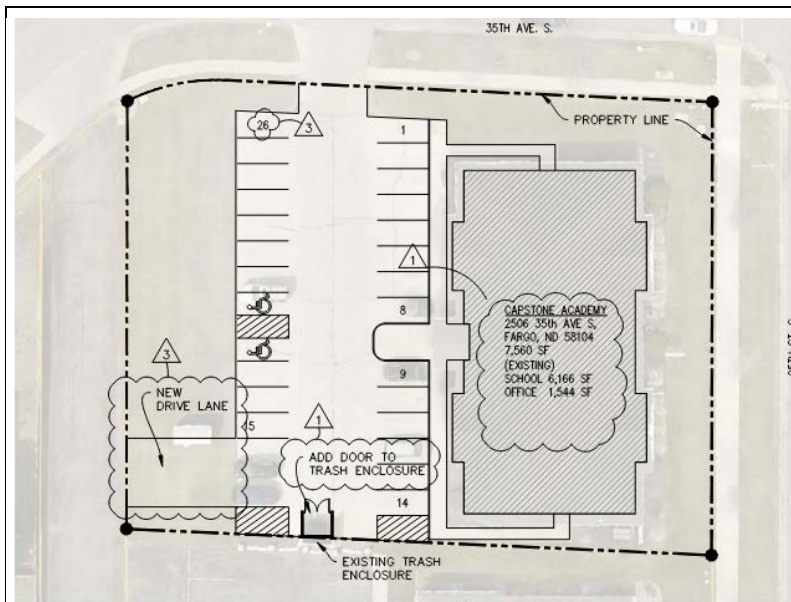 35TH AVE. S.
PROPERTY LINE
26
3
1
1
CAPSTONE ACADEMY
2506 35th AVE S,
FARGO, ND 58104
7,560 SF
(EXISTING)
SCHOOL 6,166 SF
OFFICE 1,544 SF
8
9
3
NEW
DRIVE LANE
1
ADD DOOR TO
TRASH ENCLOSURE
14
EXISTING TRASH
ENCLOSURE